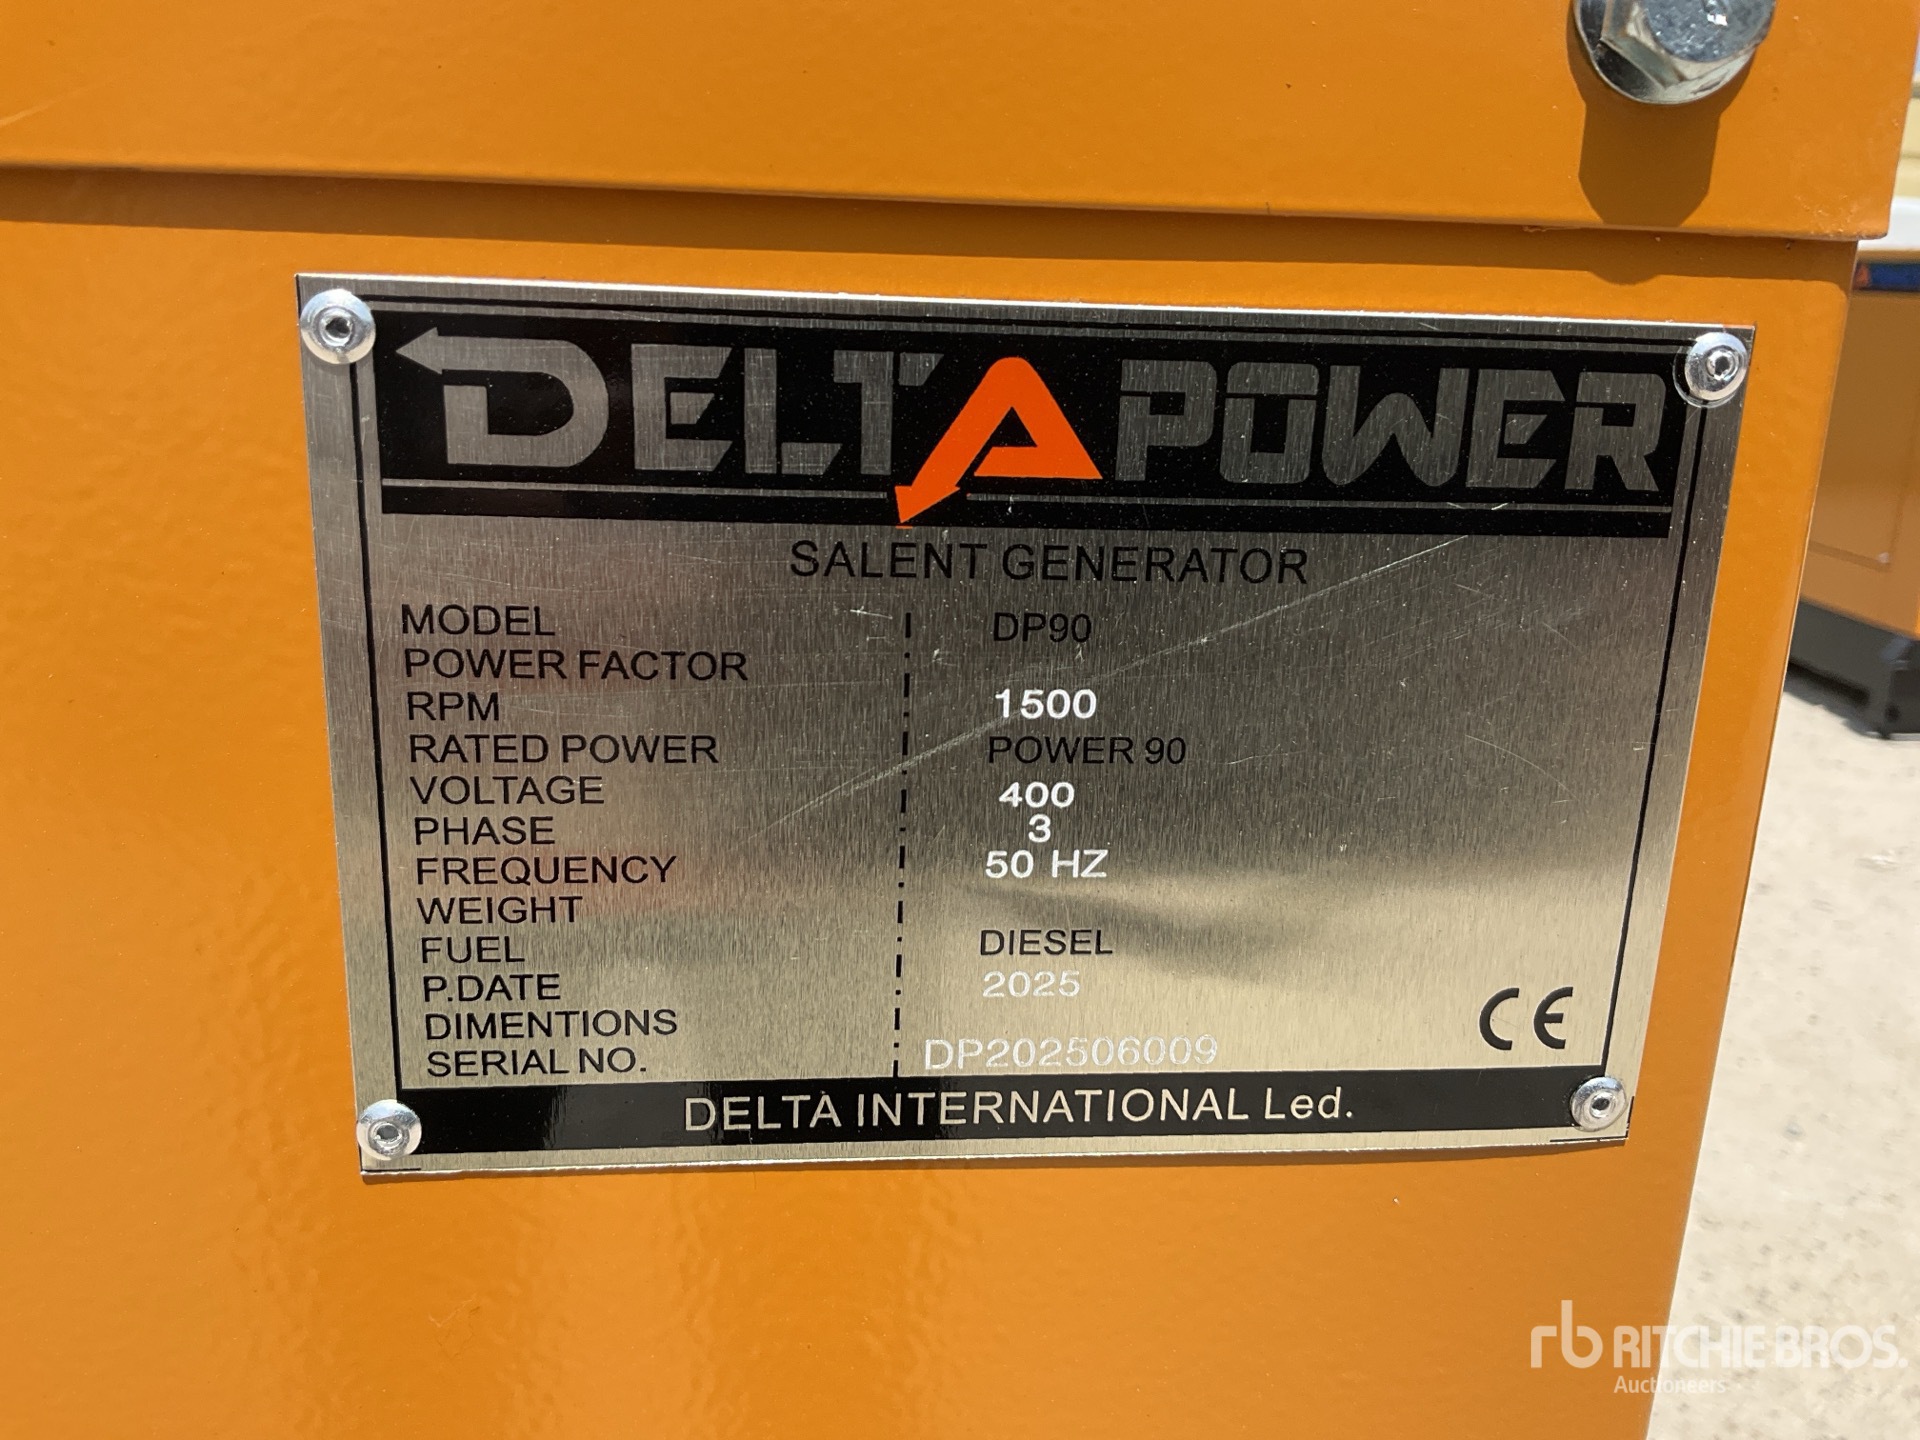 DELTA POWER
SALENT GENERATOR
MODEL DP90
POWER FACTOR
RPM 1500
RATED POWER POWER 90
VOLTAGE 400
PHASE 3
FREQUENCY 50 HZ
WEIGHT
FUEL DIESEL
P.DATE 2025
DIMENTIONS
SERIAL NO. DP202506009
CE
DELTA INTERNATIONAL Led.
rb RITCHIE BROS.
Auctioneers